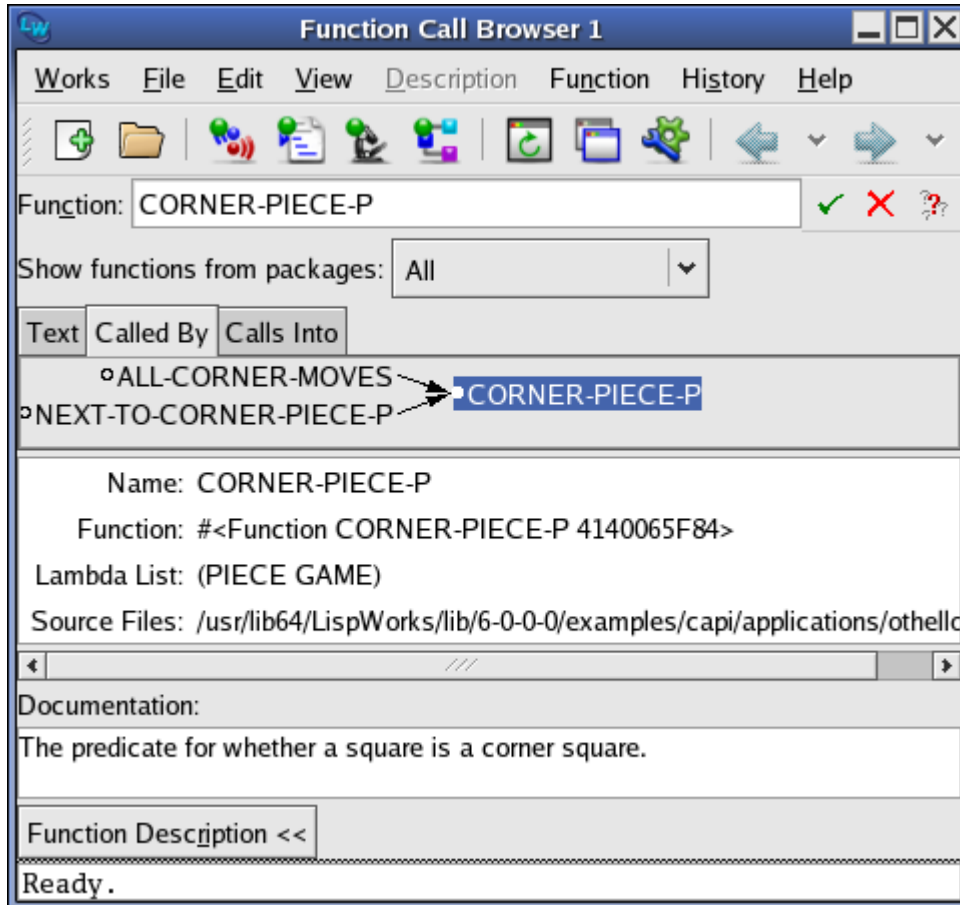 LW Function Call Browser 1
Works File Edit View Description Function History Help
Function: CORNER-PIECE-P
Show functions from packages: All
Text Called By Calls Into
ALL-CORNER-MOVES
CORNER-PIECE-P
NEXT-TO-CORNER-PIECE-P
Name: CORNER-PIECE-P
Function: #<Function CORNER-PIECE-P 4140065F84>
Lambda List: (PIECE GAME)
Source Files: /usr/lib64/LispWorks/lib/6-0-0-0/examples/capi/applications/othello
Documentation:
The predicate for whether a square is a corner square.
Function Description <<
Ready.